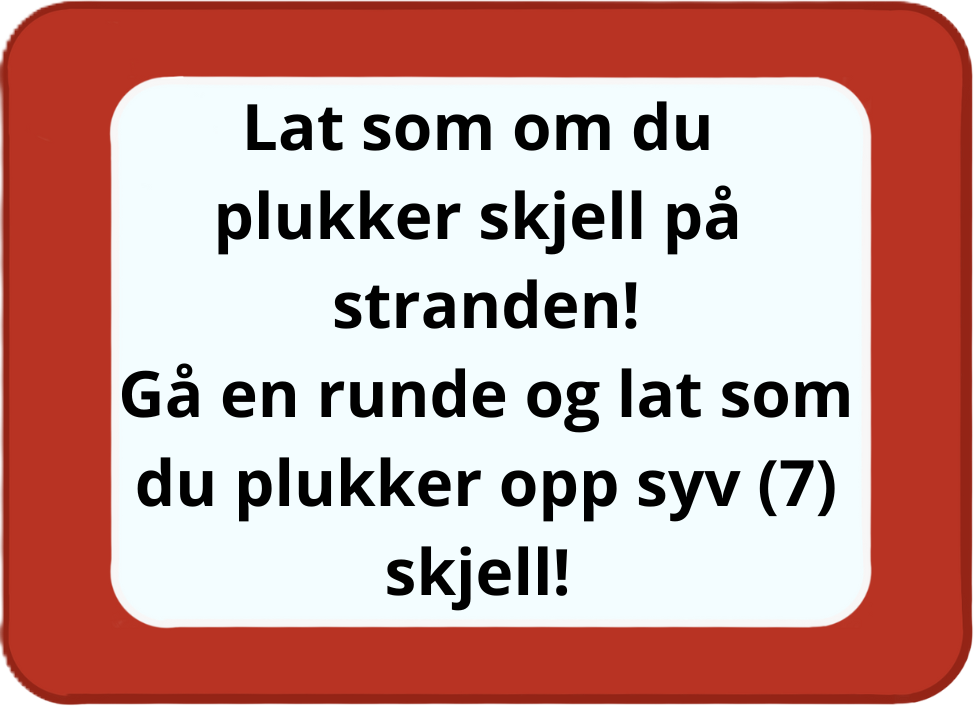 Lat som om du
plukker skjell på
stranden!
Gå en runde og lat som
du plukker opp syv (7)
skjell!